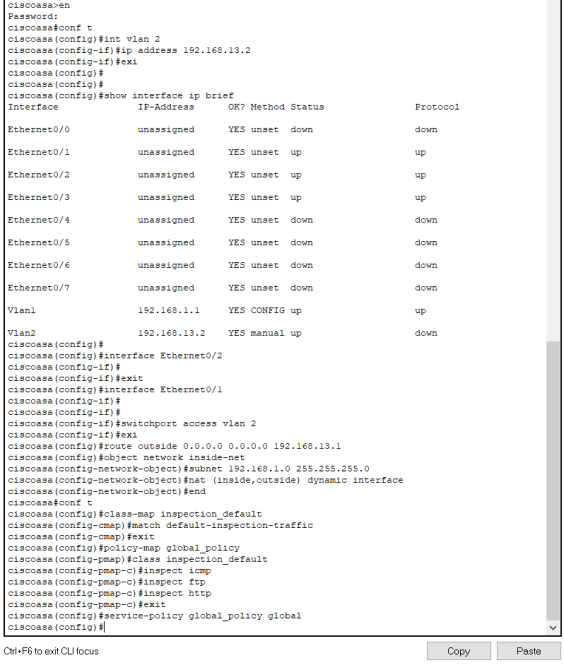 ciscoasa>en
Password:
ciscoasa#conf t
ciscoasa(config)#int vlan 2
ciscoasa(config-if)#ip address 192.168.13.2
ciscoasa(config-if)#exi
ciscoasa(config)#
ciscoasa(config)#
ciscoasa(config)#show interface ip brief
Interface IP-Address OK? Method Status Protocol
Ethernet0/0 unassigned YES unset down down
Ethernet0/1 unassigned YES unset up up
Ethernet0/2 unassigned YES unset up up
Ethernet0/3 unassigned YES unset up up
Ethernet0/4 unassigned YES unset down down
Ethernet0/5 unassigned YES unset down down
Ethernet0/6 unassigned YES unset down down
Ethernet0/7 unassigned YES unset down down
Vlan1 192.168.1.1 YES CONFIG up up
Vlan2 192.168.13.2 YES manual up down
ciscoasa(config)#
ciscoasa(config)#interface Ethernet0/2
ciscoasa(config-if)#
ciscoasa(config-if)#exit
ciscoasa(config)#interface Ethernet0/1
ciscoasa(config-if)#
ciscoasa(config-if)#
ciscoasa(config-if)#switchport access vlan 2
ciscoasa(config-if)#exi
ciscoasa(config)#route outside 0.0.0.0 0.0.0.0 192.168.13.1
ciscoasa(config)#object network inside-net
ciscoasa(config-network-object)#subnet 192.168.1.0 255.255.255.0
ciscoasa(config-network-object)#nat (inside,outside) dynamic interface
ciscoasa(config-network-object)#end
ciscoasa#conf t
ciscoasa(config)#class-map inspection_default
ciscoasa(config-cmap)#match default-inspection-traffic
ciscoasa(config-cmap)#exit
ciscoasa(config)#policy-map global_policy
ciscoasa(config-pmap)#class inspection_default
ciscoasa(config-pmap-c)#inspect icmp
ciscoasa(config-pmap-c)#inspect ftp
ciscoasa(config-pmap-c)#inspect http
ciscoasa(config-pmap-c)#exit
ciscoasa(config)#service-policy global_policy global
ciscoasa(config)#
Ctrl+F6 to exit CLI focus
Copy
Paste